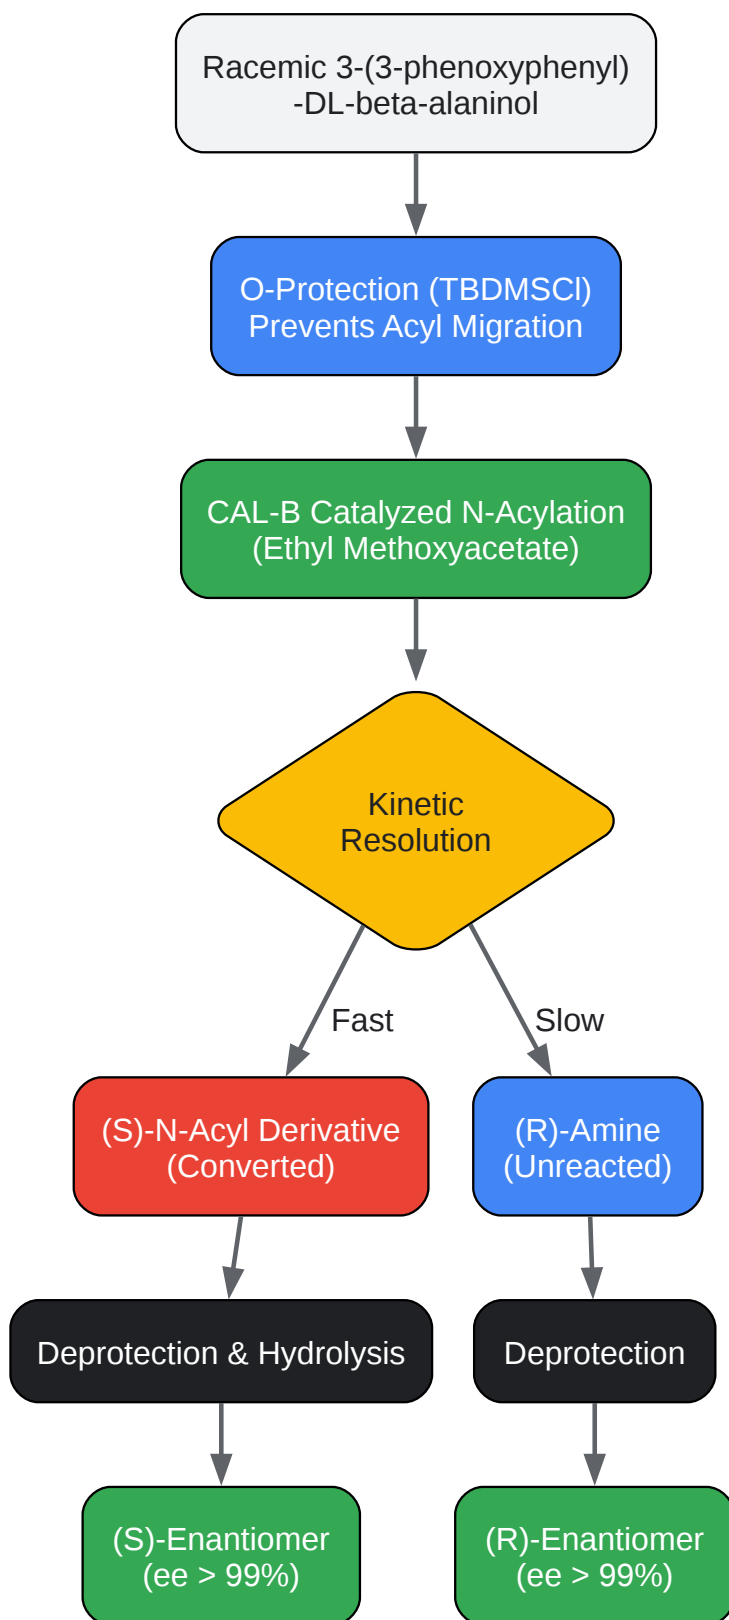 Racemic 3-(3-phenoxyphenyl)
-DL-beta-alaninol
O-Protection (TBDMSCl)
Prevents Acyl Migration
CAL-B Catalyzed N-Acylation
(Ethyl Methoxyacetate)
Kinetic
Resolution
Fast
Slow
(S)-N-Acyl Derivative
(Converted)
(R)-Amine
(Unreacted)
Deprotection & Hydrolysis
Deprotection
(S)-Enantiomer
(ee > 99%)
(R)-Enantiomer
(ee > 99%)